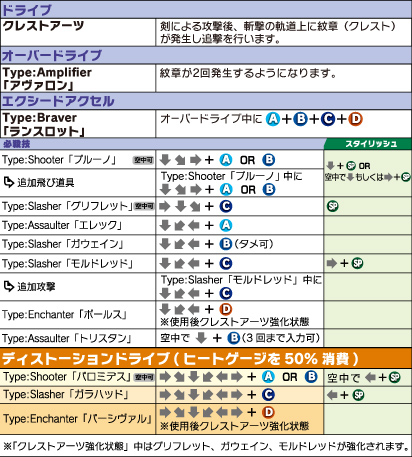 ドライブ
クレストアーツ 剣による攻撃後、斬撃の軌道上に紋章（クレスト）
が発生し追撃を行います。
オーバードライブ
Type:Amplifier
「アヴァロン」 紋章が2回発生するようになります。
エクシードアクセル
Type:Braver
「ランスロット」 オーバードライブ中に A+B+C+D
必殺技 スタイリッシュ
Type:Shooter「ブルーノ」 空中可 ⬇⬊➡+ A OR B ⬇+SP OR
空中で⬇もしくは➡+SP
↳追加飛び道具 Type:Shooter「ブルーノ」中に
⬇⬊➡+ A OR B
Type:Slasher「グリフレット」 空中可 ➡⬇⬊+ C SP
Type:Assaulter「エレック」 ⬇⬋⬅+ A
Type:Slasher「ガウェイン」 ⬇⬋⬅+ B(タメ可)
Type:Slasher「モルドレッド」 ⬇⬋⬅+ C ➡+SP
↳追加攻撃 Type:Slasher「モルドレッド」中に
⬇⬋⬅+ C
Type:Enchanter「ボールス」 ⬇⬋⬅+ D
※使用後クレストアーツ強化状態
Type:Assaulter「トリスタン」 空中で ⬇ + B(3回まで入力可)
ディストーションドライブ(ヒートゲージを50%消費)
Type:Shooter「パロミデス」 空中可 ➡⬊⬇⬋⬅➡+ A OR B 空中で ⬅+SP
Type:Slasher「ガラハッド」 ➡⬊⬇⬋⬅➡+ C ⬅+SP
Type:Enchanter「パーシヴァル」 ➡⬊⬇⬋⬅➡+ D
※使用後クレストアーツ強化状態
※「クレストアーツ強化状態」中はグリフレット、ガウェイン、モルドレッドが強化されます。